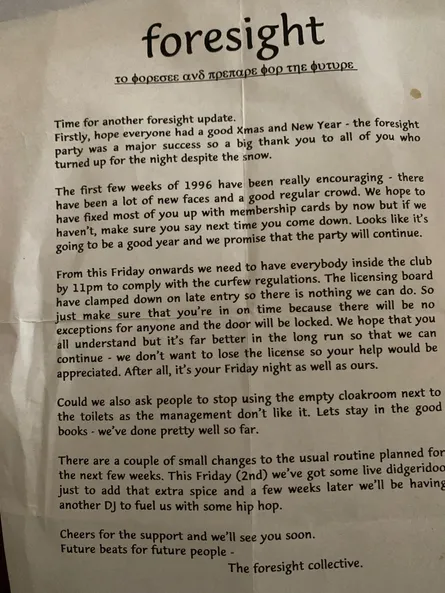 foresight
το φορεσεε ανδ πρεπαρε φορ τηε φυτυρε
Time for another foresight update.
Firstly, hope everyone had a good Xmas and New Year - the foresight
party was a major success so a big thank you to all of you who
turned up for the night despite the snow.
The first few weeks of 1996 have been really encouraging - there
have been a lot of new faces and a good regular crowd. We hope to
have fixed most of you up with membership cards by now but if we
haven't, make sure you say next time you come down. Looks like it's
going to be a good year and we promise that the party will continue.
From this Friday onwards we need to have everybody inside the club
by 11pm to comply with the curfew regulations. The licensing board
have clamped down on late entry so there is nothing we can do. So
just make sure that you're in on time because there will be no
exceptions for anyone and the door will be locked. We hope that you
all understand but it's far better in the long run so that we can
continue - we don't want to lose the license so your help would be
appreciated. After all, it's your Friday night as well as ours.
Could we also ask people to stop using the empty cloakroom next to
the toilets as the management don't like it. Lets stay in the good
books - we've done pretty well so far.
There are a couple of small changes to the usual routine planned for
the next few weeks. This Friday (2nd) we've got some live didgeridoo
just to add that extra spice and a few weeks later we'll be having
another DJ to fuel us with some hip hop.
Cheers for the support and we'll see you soon.
Future beats for future people -
The foresight collective.